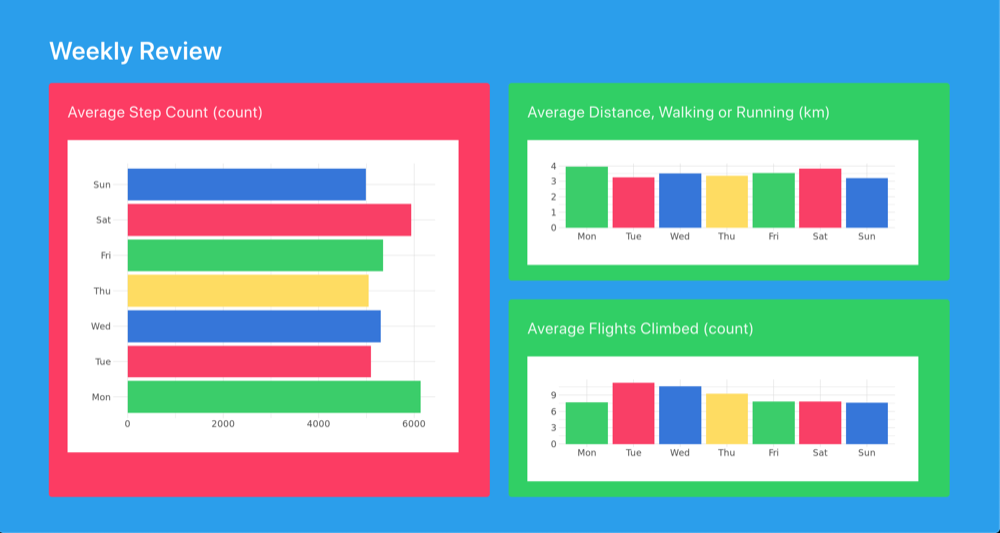 Weekly Review
Average Step Count (count)
Sun
Sat
Fri
Thu
Wed
Tue
Mon
0 2000 4000 6000
Average Distance, Walking or Running (km)
4
3
2
1
0
Mon Tue Wed Thu Fri Sat Sun
Average Flights Climbed (count)
9
6
3
0
Mon Tue Wed Thu Fri Sat Sun